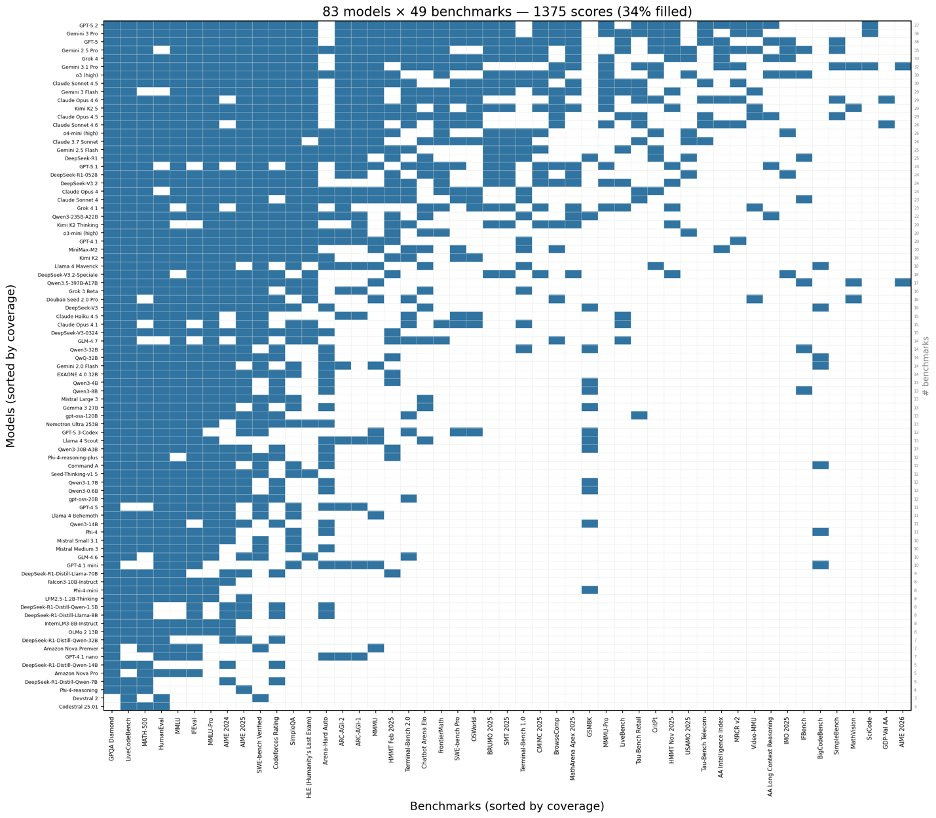 83 models × 49 benchmarks — 1375 scores (34% filled)
Models (sorted by coverage)
GPT-5.2
Gemini 3 Pro
GPT-5
Gemini 2.5 Pro
Grok 4
Gemini 3.1 Pro
o3 (high)
Claude Sonnet 4.5
Gemini 3 Flash
Claude Opus 4.6
Kimi K2.5
Claude Opus 4.5
Claude Sonnet 4.6
o4-mini (high)
Claude 3.7 Sonnet
Gemini 2.5 Flash
DeepSeek-R1
GPT-5.1
DeepSeek-R1-0528
DeepSeek-V3.2
Claude Opus 4
Claude Sonnet 4
Grok 4.1
Qwen3-235B-A22B
Kimi K2 Thinking
o3-mini (high)
GPT-4.1
MiniMax-M2
Kimi K2
Llama 4 Maverick
DeepSeek-V3.2-Speciale
Qwen3.5-397B-A17B
Grok 3 Beta
Doubao Seed 2.0 Pro
DeepSeek-V3
Claude Haiku 4.5
Claude Opus 4.1
DeepSeek-V3-0324
GLM-4.7
Qwen3-32B
QwQ-32B
Gemini 2.0 Flash
EXAONE 4.0 32B
Qwen3-4B
Qwen3-8B
Mistral Large 3
Gemma 3 27B
gpt-oss-120B
Nemotron Ultra 253B
GPT-5.3-Codex
Llama 4 Scout
Qwen3-30B-A3B
Phi-4-reasoning-plus
Command A
Seed-Thinking-v1.5
Qwen3-1.7B
Qwen3-0.6B
gpt-oss-20B
GPT-4.5
Llama 4 Behemoth
Qwen3-14B
Phi-4
Mistral Small 3.1
Mistral Medium 3
GLM-4.6
GPT-4.1 mini
DeepSeek-R1-Distill-Llama-70B
Falcon3-10B-Instruct
Phi-4-mini
LFM2.5-1.2B-Thinking
DeepSeek-R1-Distill-Qwen-1.5B
DeepSeek-R1-Distill-Llama-8B
InternLM3 8B-Instruct
OLMo 2 13B
DeepSeek-R1-Distill-Qwen-32B
Amazon Nova Premier
GPT-4.1 nano
DeepSeek-R1-Distill-Qwen-14B
Amazon Nova Pro
DeepSeek-R1-Distill-Qwen-7B
Phi-4-reasoning
Devstral 2
Codestral 25.01
# benchmarks
GPQA Diamond
LiveCodeBench
MATH-500
HumanEval
MMLU
IFEval
MMLU-Pro
AIME 2024
AIME 2025
SWE-bench Verified
Codeforces Rating
SimpleQA
HLE (Humanity's Last Exam)
Arena-Hard Auto
ARC-AGI-2
ARC-AGI-1
MMMU
HMMT Feb 2025
Terminal-Bench 2.0
Chatbot Arena Elo
FrontierMath
SWE-bench Pro
OSWorld
BRUMO 2025
SMT 2025
Terminal-Bench 1.0
CMIMC 2025
BrowseComp
MathArena Apex 2025
GSM8K
MMMU-Pro
LiveBench
Tau-Bench Retail
CritPt
HMMT Nov 2025
USAMO 2025
Tau-Bench Telecom
AA Intelligence Index
MRCR v2
Video-MMU
AA Long Context Reasoning
IMO 2025
IFBench
BigCodeBench
SimpleBench
MathVision
SciCode
GDP-Val AA
AIME 2026
Benchmarks (sorted by coverage)